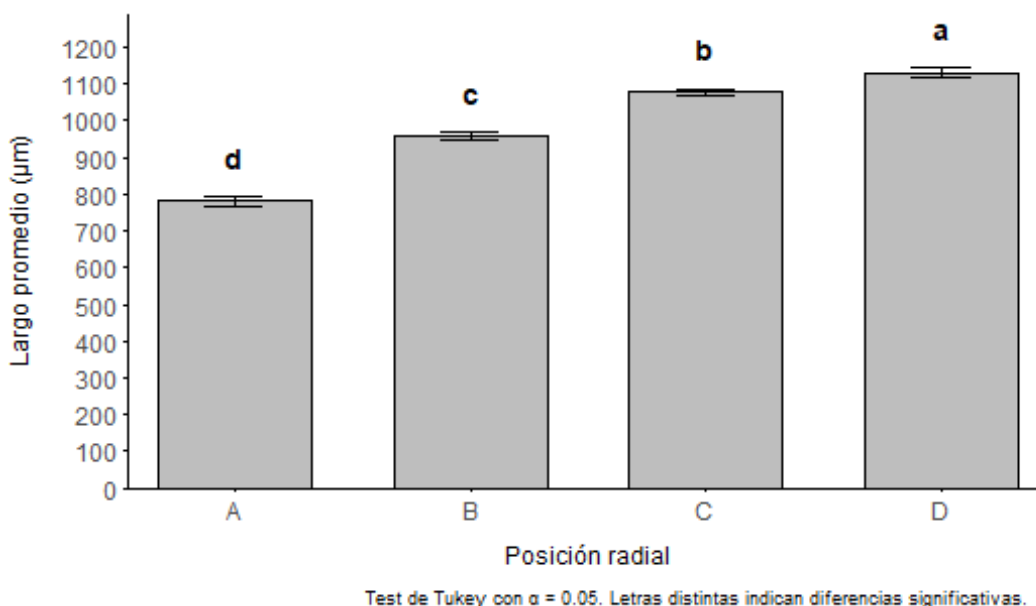 Largo promedio (µm)
1200
1100
1000
900
800
700
600
500
400
300
200
100
0
d
c
b
a
A
B
C
D
Posición radial
Test de Tukey con α = 0.05. Letras distintas indican diferencias significativas.